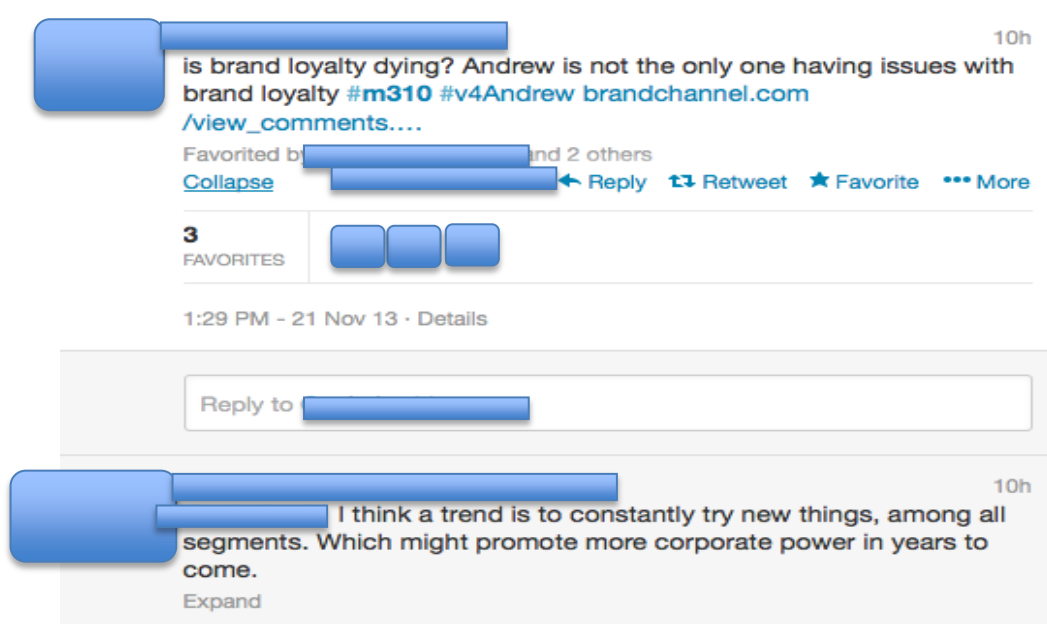 10h
is brand loyalty dying? Andrew is not the only one having issues with
brand loyalty #m310 #v4Andrew brandchannel.com
/view_comments....
Favorited by and 2 others
Collapse Reply Retweet Favorite More
3
FAVORITES
1:29 PM - 21 Nov 13 · Details
Reply to
10h
I think a trend is to constantly try new things, among all
segments. Which might promote more corporate power in years to
come.
Expand